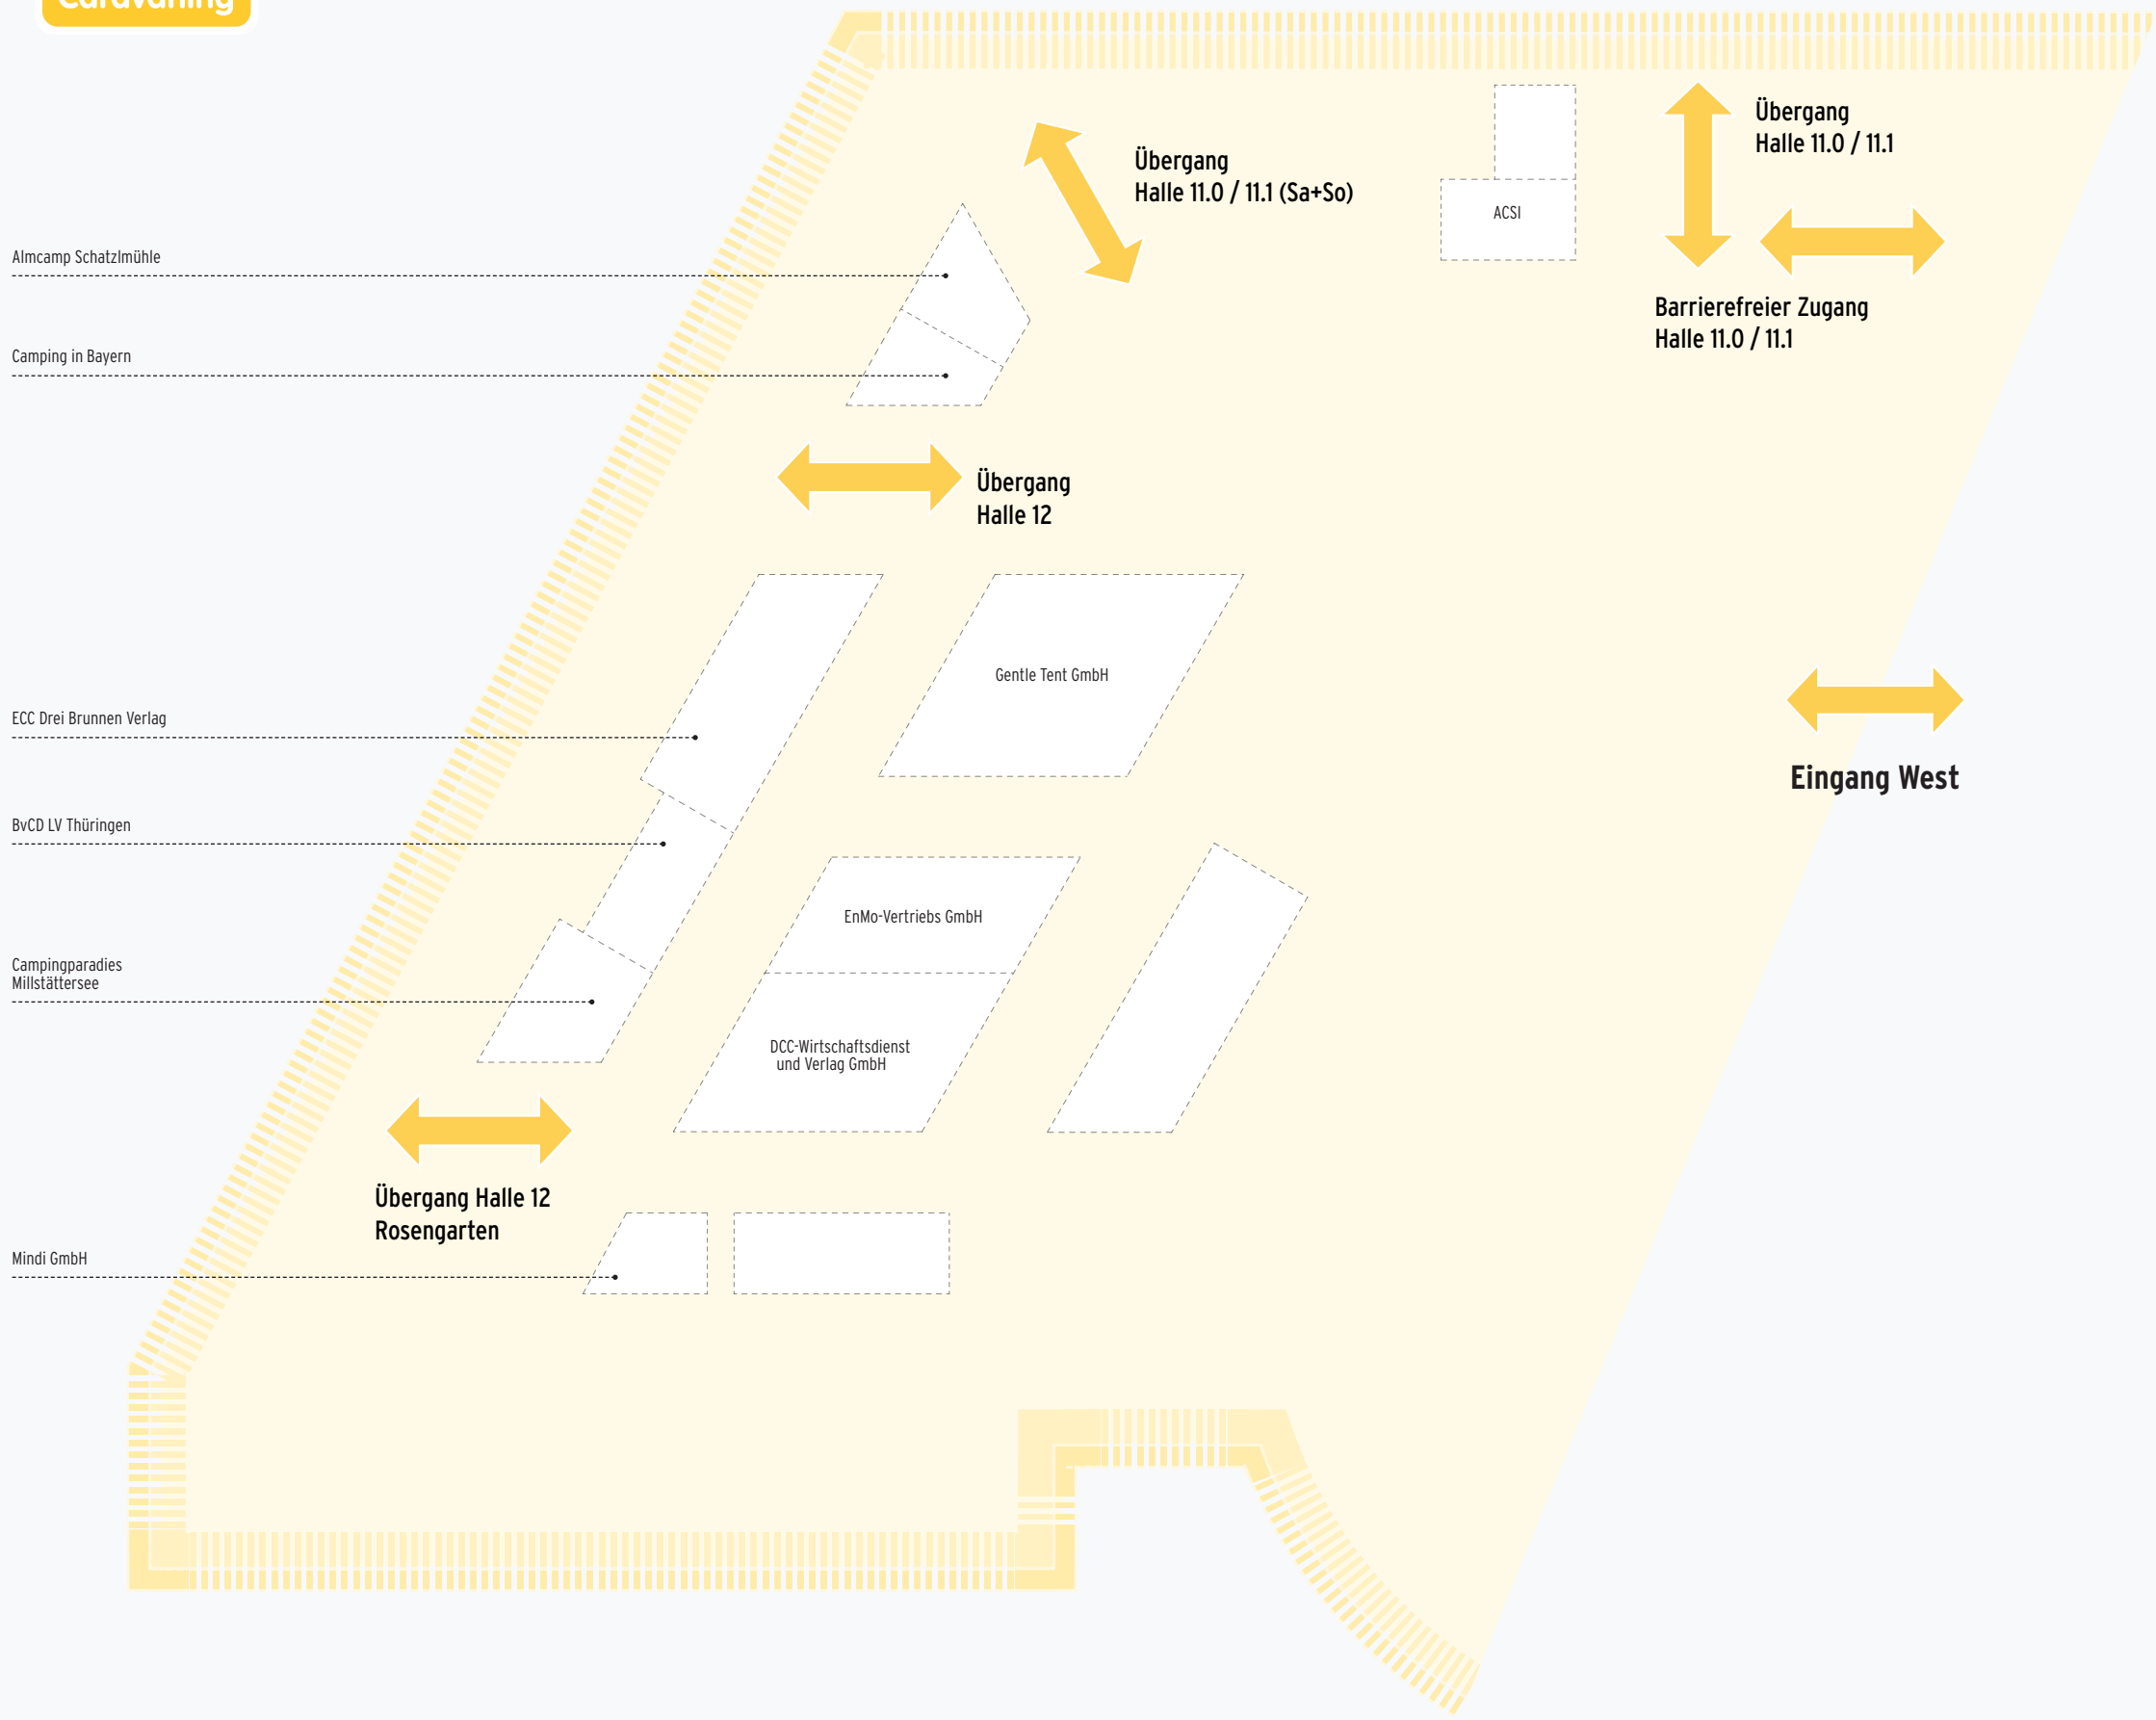 Caravaning
Übergang
Halle 11.0 / 11.1
Übergang
Halle 11.0 / 11.1 (Sa+So)
ACSI
Almcamp Schatzlmühle
Barrierefreier Zugang
Halle 11.0 / 11.1
Camping in Bayern
Übergang
Halle 12
Gentle Tent GmbH
ECC Drei Brunnen Verlag
Eingang West
BvCD LV Thüringen
EnMo-Vertriebs GmbH
Campingparadies
Millstättersee
DCC-Wirtschaftsdienst
und Verlag GmbH
Übergang Halle 12
Rosengarten
Mindi GmbH